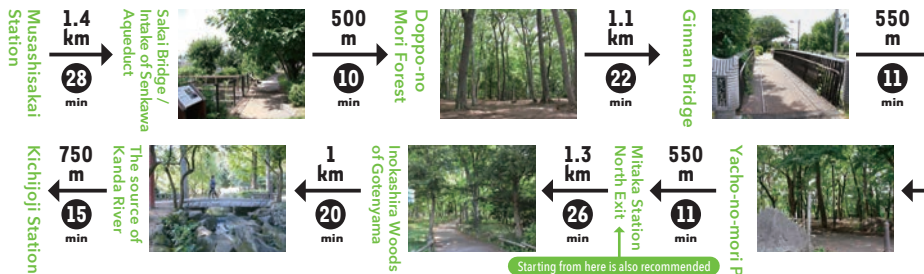 Musashisakai
Station
1.4
km
28
min
Sakai Bridge /
Intake of Senkawa
Aqueduct
500
m
10
min
Doppo-no
Mori Forest
1.1
km
22
min
Ginnan Bridge
550
m
11
min
Yacho-no-mori P
550
m
11
min
Mitaka Station
North Exit
Starting from here is also recommended
1.3
km
26
min
Inokashira Woods
of Gotenyama
1
km
20
min
The source of
Kanda River
750
m
15
min
Kichijoji Station